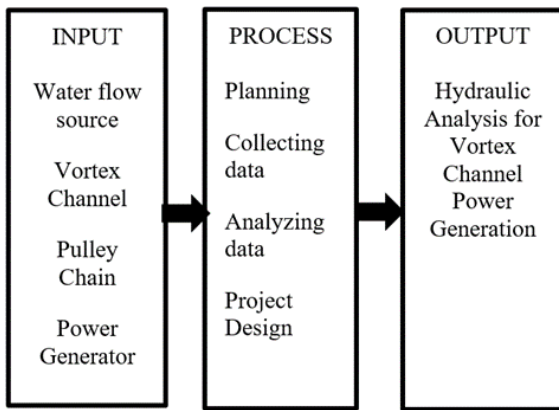 INPUT
Water flow
source
Vortex
Channel
Pulley
Chain
Power
Generator
PROCESS
Planning
Collecting
data
Analyzing
data
Project
Design
OUTPUT
Hydraulic
Analysis for
Vortex
Channel
Power
Generation